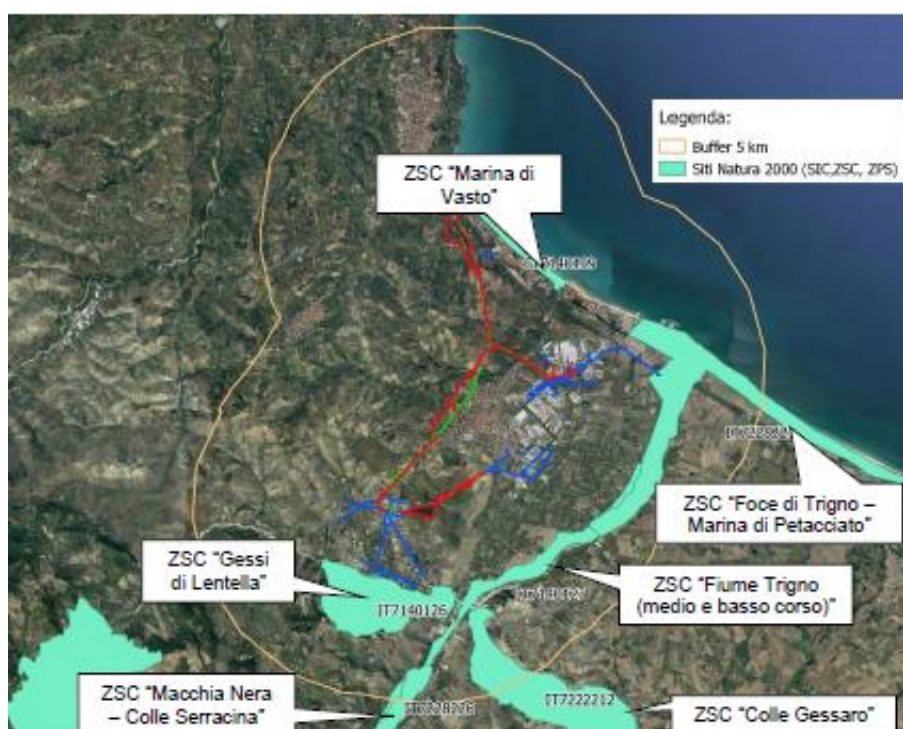 Legenda:
Buffer 5 km
Siti Natura 2000 (SIC,ZSC, ZPS)
ZSC "Marina di
Vasto"
ZSC "Foce di Trigno –
Marina di Petacciato"
ZSC "Gessi
di Lentella"
ZSC "Fiume Trigno
(medio e basso corso)"
IT7140126
ZSC "Macchia Nera
– Colle Serracina"
IT7222212
ZSC "Colle Gessaro"